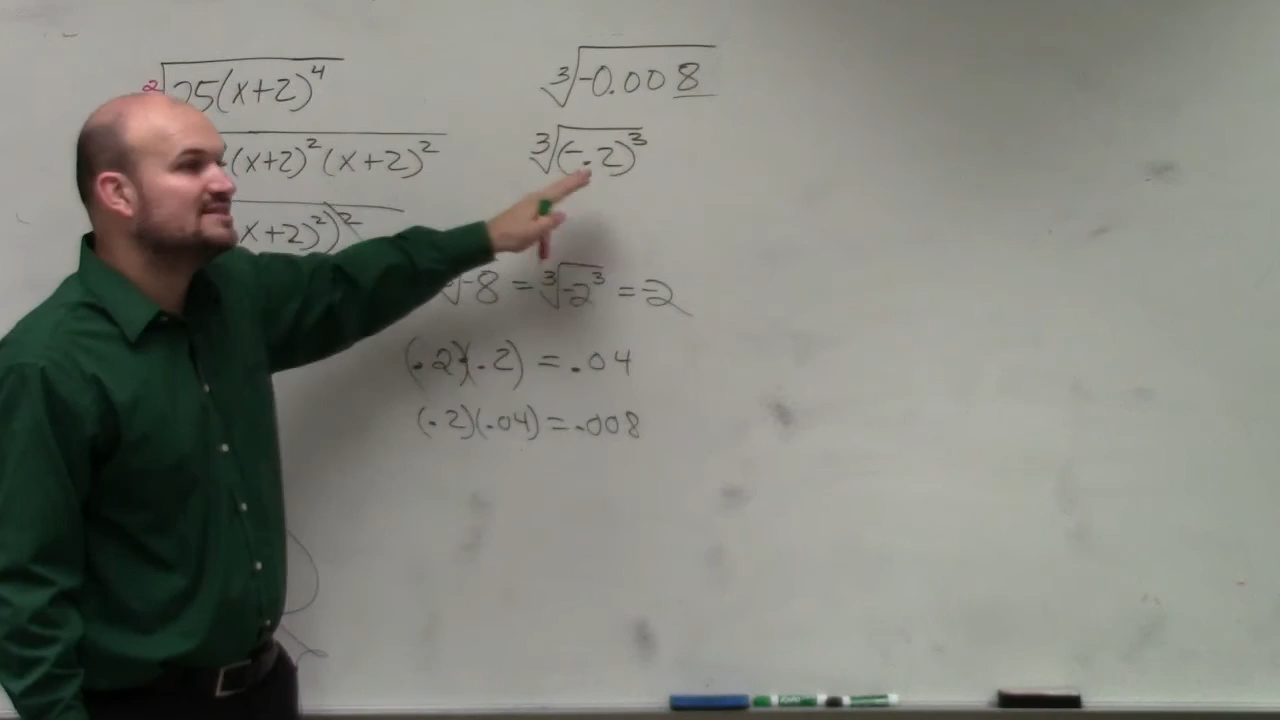 ²√25(x+2)⁴
(x+2)²(x+2)²
x+2)²)²
³√-0.008
³√(-.2)³
√-8 = ³√-2³ = -2
(.2)(.2) = .04
(.2)(.04) = .008